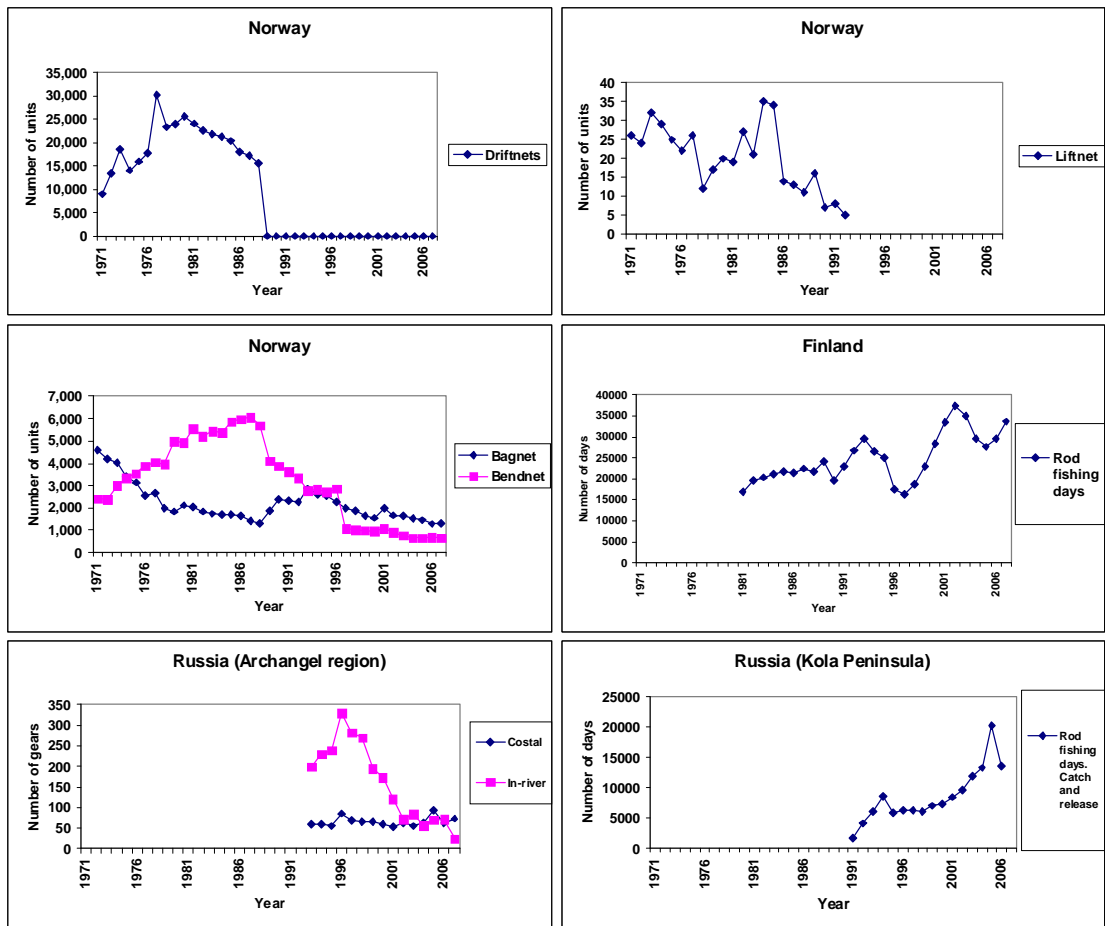 Norway
35,000
30,000
25,000
20,000
15,000
10,000
5,000
0
Number of units
1971
1976
1981
1986
1991
1996
2001
2006
Year
Driftnets
Norway
40
35
30
25
20
15
10
5
0
Number of units
1971
1976
1981
1986
1991
1996
2001
2006
Year
Liftnet
Norway
7,000
6,000
5,000
4,000
3,000
2,000
1,000
0
Number of units
1971
1976
1981
1986
1991
1996
2001
2006
Year
Bagnet
Bendnet
Finland
40000
35000
30000
25000
20000
15000
10000
5000
0
Number of days
1971
1976
1981
1986
1991
1996
2001
2006
Year
Rod
fishing
days
Russia (Archangel region)
350
300
250
200
150
100
50
0
Number of gears
1971
1976
1981
1986
1991
1996
2001
2006
Year
Costal
In-river
Russia (Kola Peninsula)
25000
20000
15000
10000
5000
0
Number of days
1971
1976
1981
1986
1991
1996
2001
2006
Year
Rod
fishing
days.
Catch
and
release